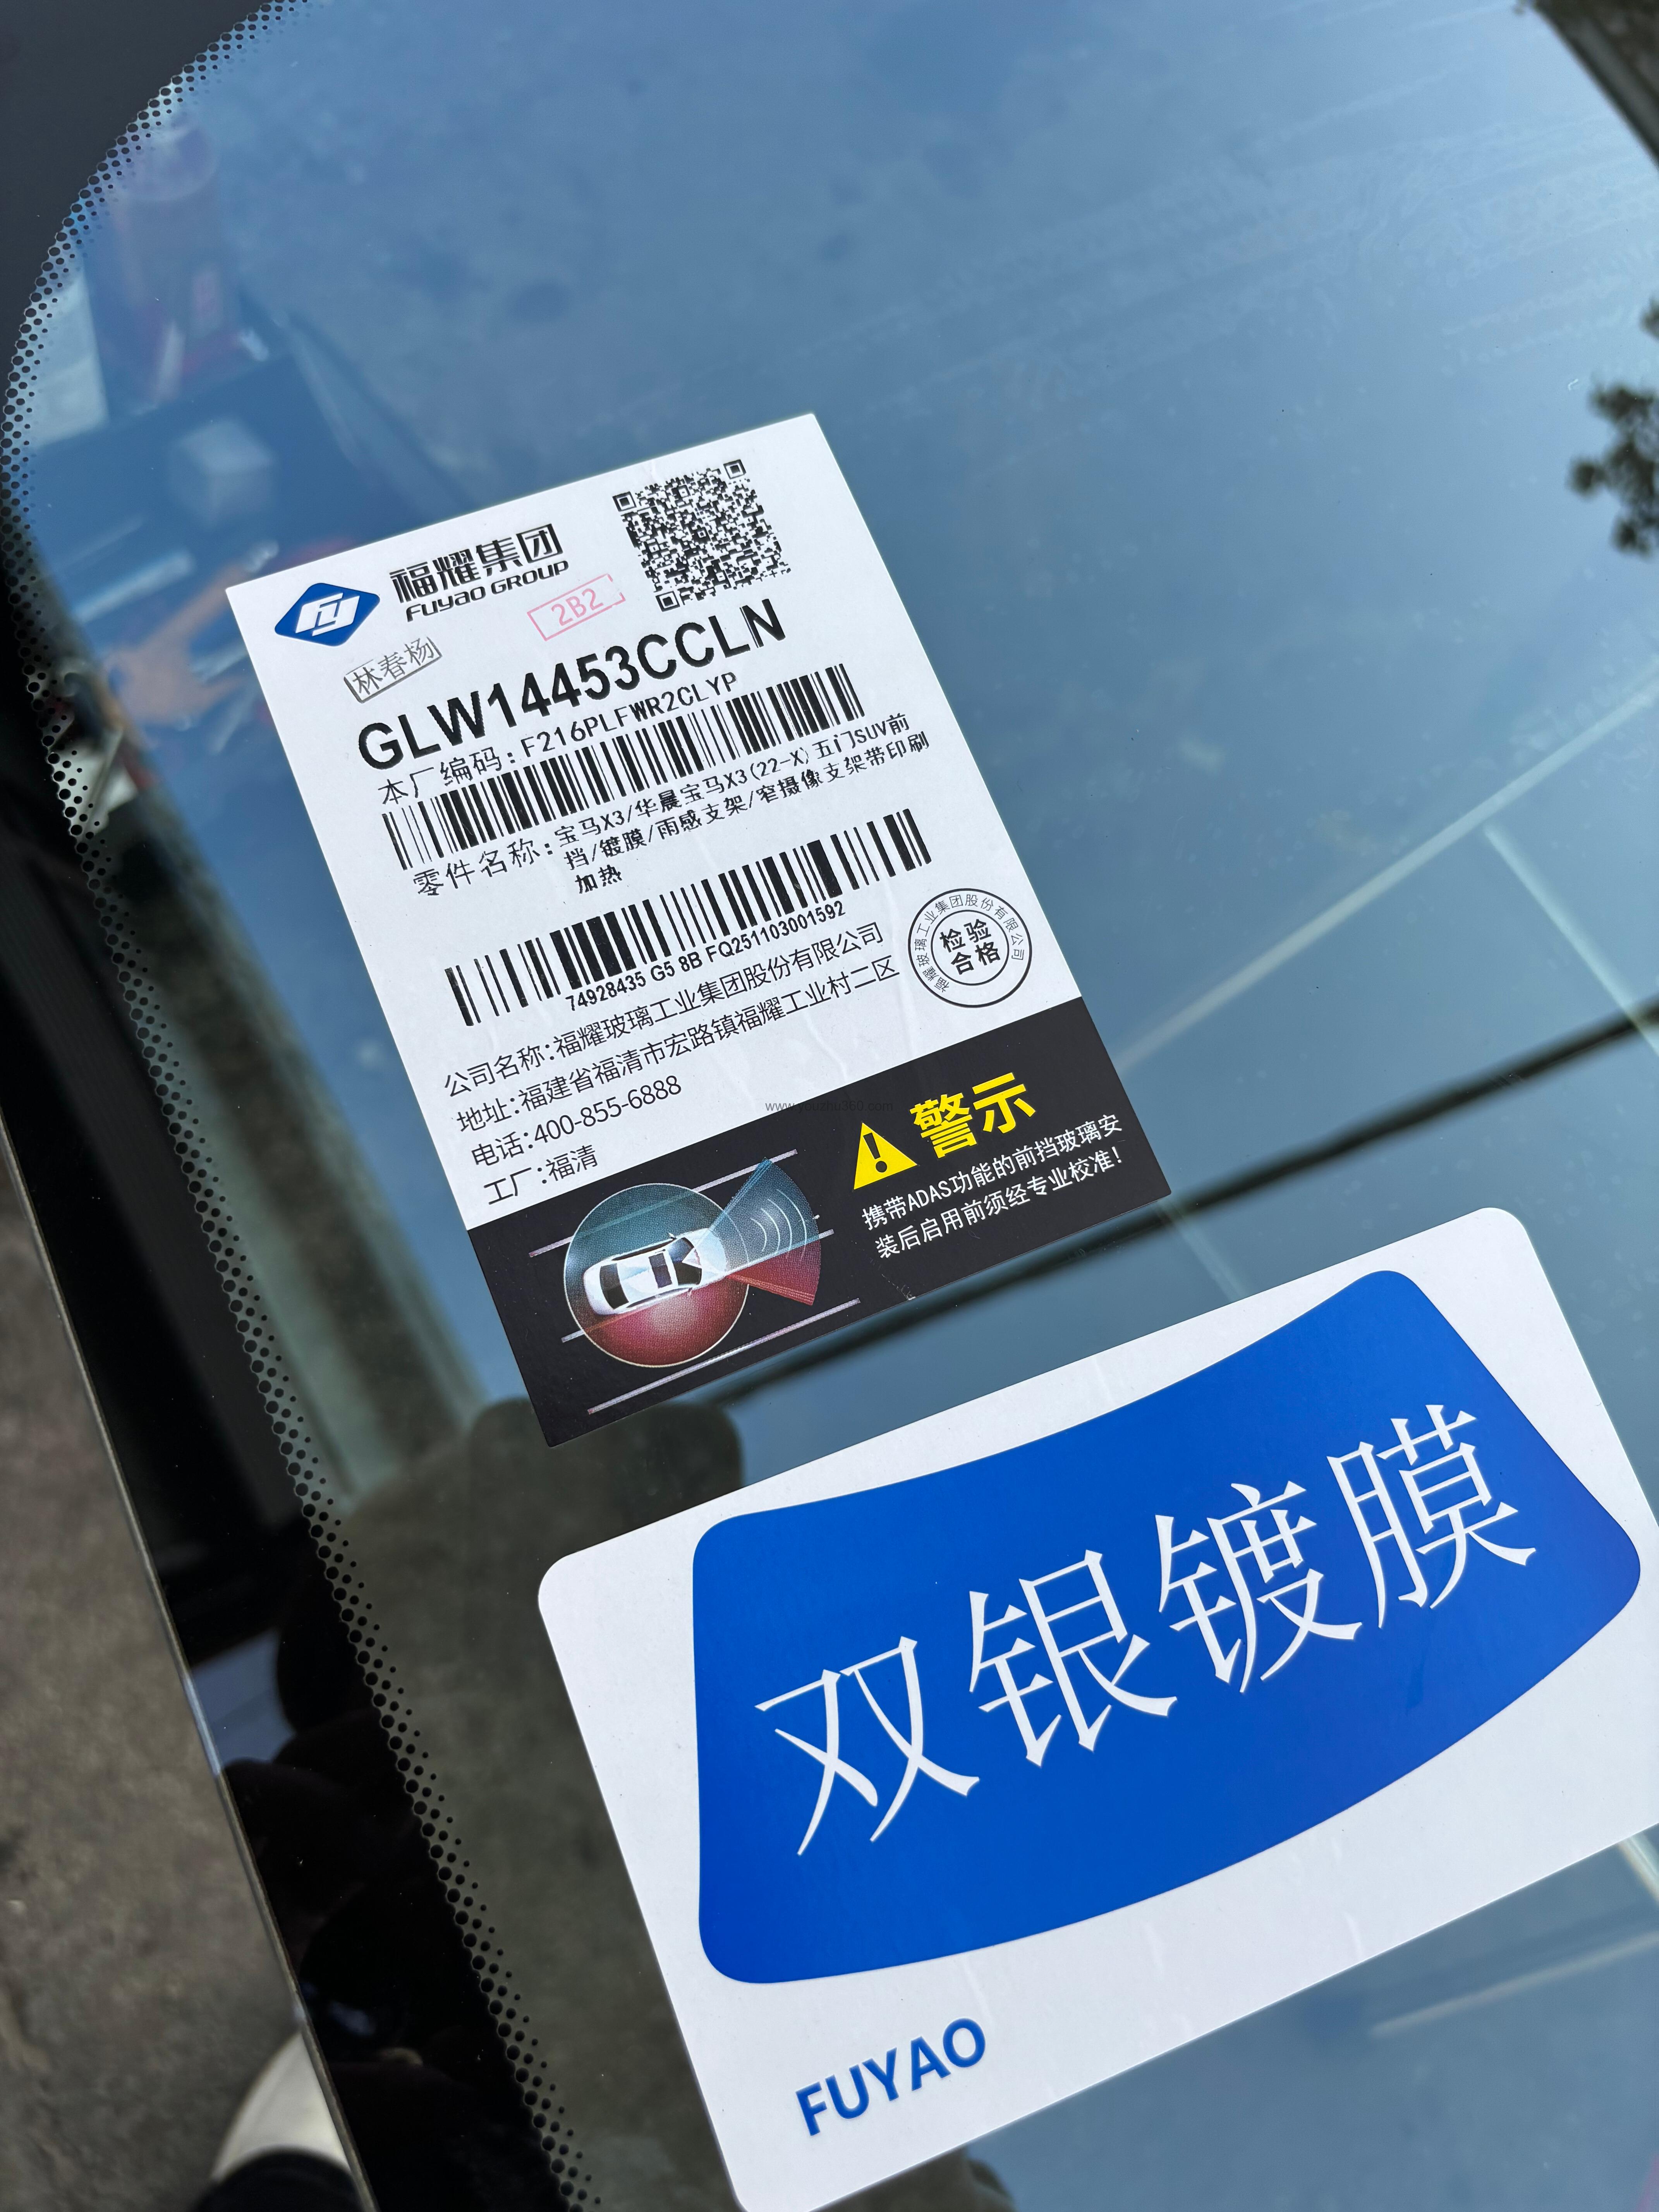 福耀集团
Fuyao GROUP
林春杨
2B2
GLW14453CCLN
本厂编码:F216PLFWR2CLYP
零件名称:宝马X3/华晨宝马X3(22-X)五门SUV前
挡/镀膜/雨感支架/窄摄像支架带印刷
加热
74928435 G5 8B FQ251103001592
公司名称:福耀玻璃工业集团股份有限公司
地址:福建省福清市宏路镇福耀工业村二区
电话:400-855-6888
工厂:福清
福耀玻璃工业集团股份有限公司
检验
合格
www.youzhu360.com
警示
携带ADAS功能的前挡玻璃安
装后启用前须经专业校准!
双银镀膜
FUYAO